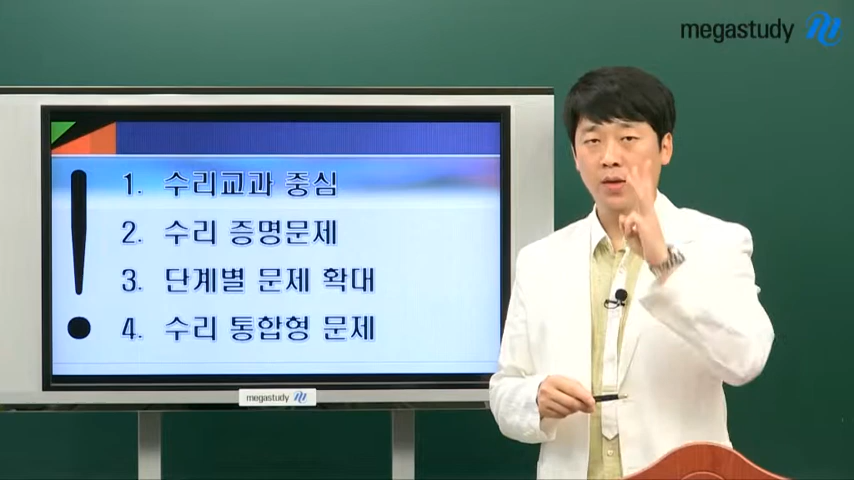 megastudy
1. 수리교과 중심
2. 수리 증명문제
3. 단계별 문제 확대
4. 수리 통합형 문제
megastudy